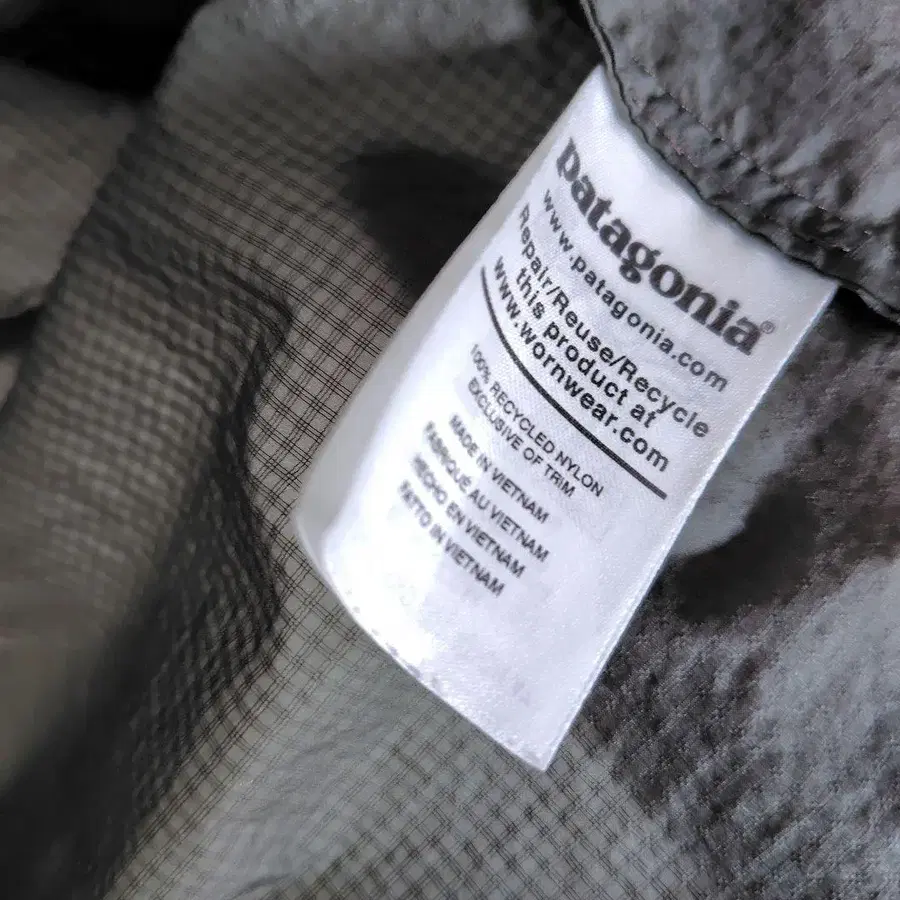 patagonia®
www.patagonia.com
Repair/Reuse/Recycle
this product at
www.wornwear.com
100% RECYCLED NYLON
EXCLUSIVE OF TRIM
MADE IN VIETNAM
FABRIQUÉ AU VIETNAM
HECHO EN VIETNAM
FATTO IN VIETNAM